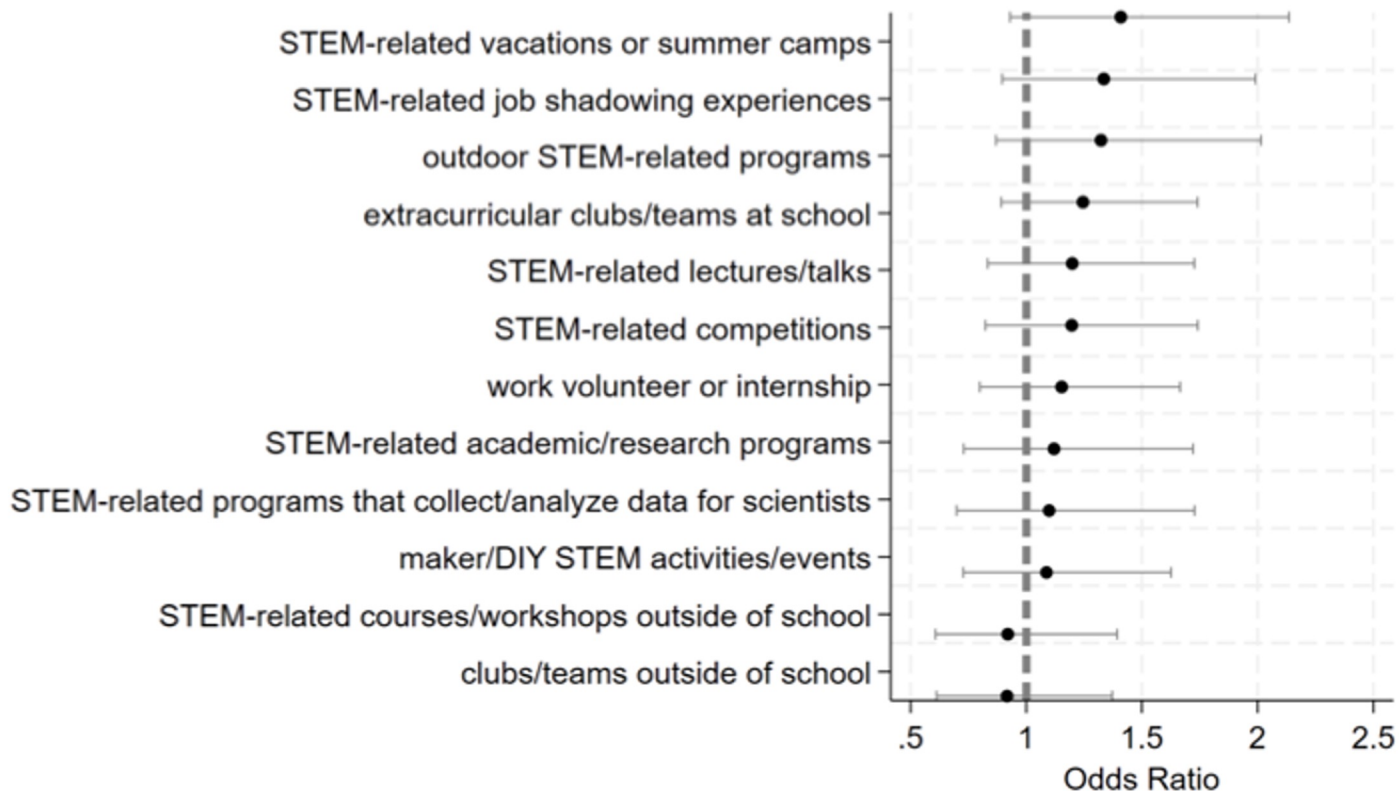 STEM-related vacations or summer camps
STEM-related job shadowing experiences
outdoor STEM-related programs
extracurricular clubs/teams at school
STEM-related lectures/talks
STEM-related competitions
work volunteer or internship
STEM-related academic/research programs
STEM-related programs that collect/analyze data for scientists
maker/DIY STEM activities/events
STEM-related courses/workshops outside of school
clubs/teams outside of school
.5 1 1.5 2 2.5
Odds Ratio